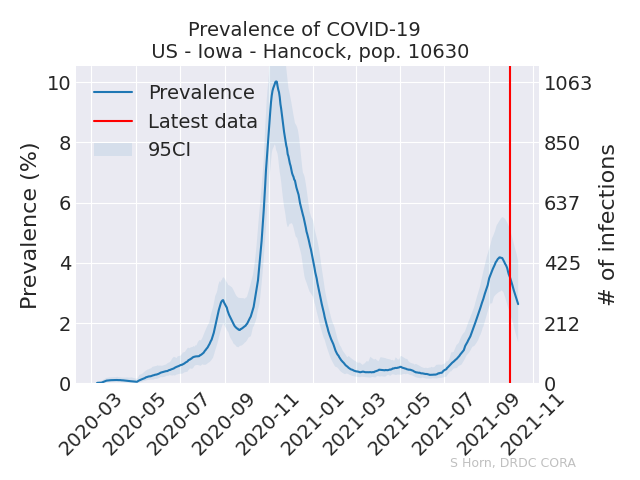 Prevalence of COVID-19
US - Iowa - Hancock, pop. 10630
Prevalence (%)
10
8
6
4
2
0
Prevalence
Latest data
95CI
1063
850
637
425
212
0
# of infections
2020-03
2020-05
2020-07
2020-09
2020-11
2021-01
2021-03
2021-05
2021-07
2021-09
2021-11
S Horn, DRDC CORA